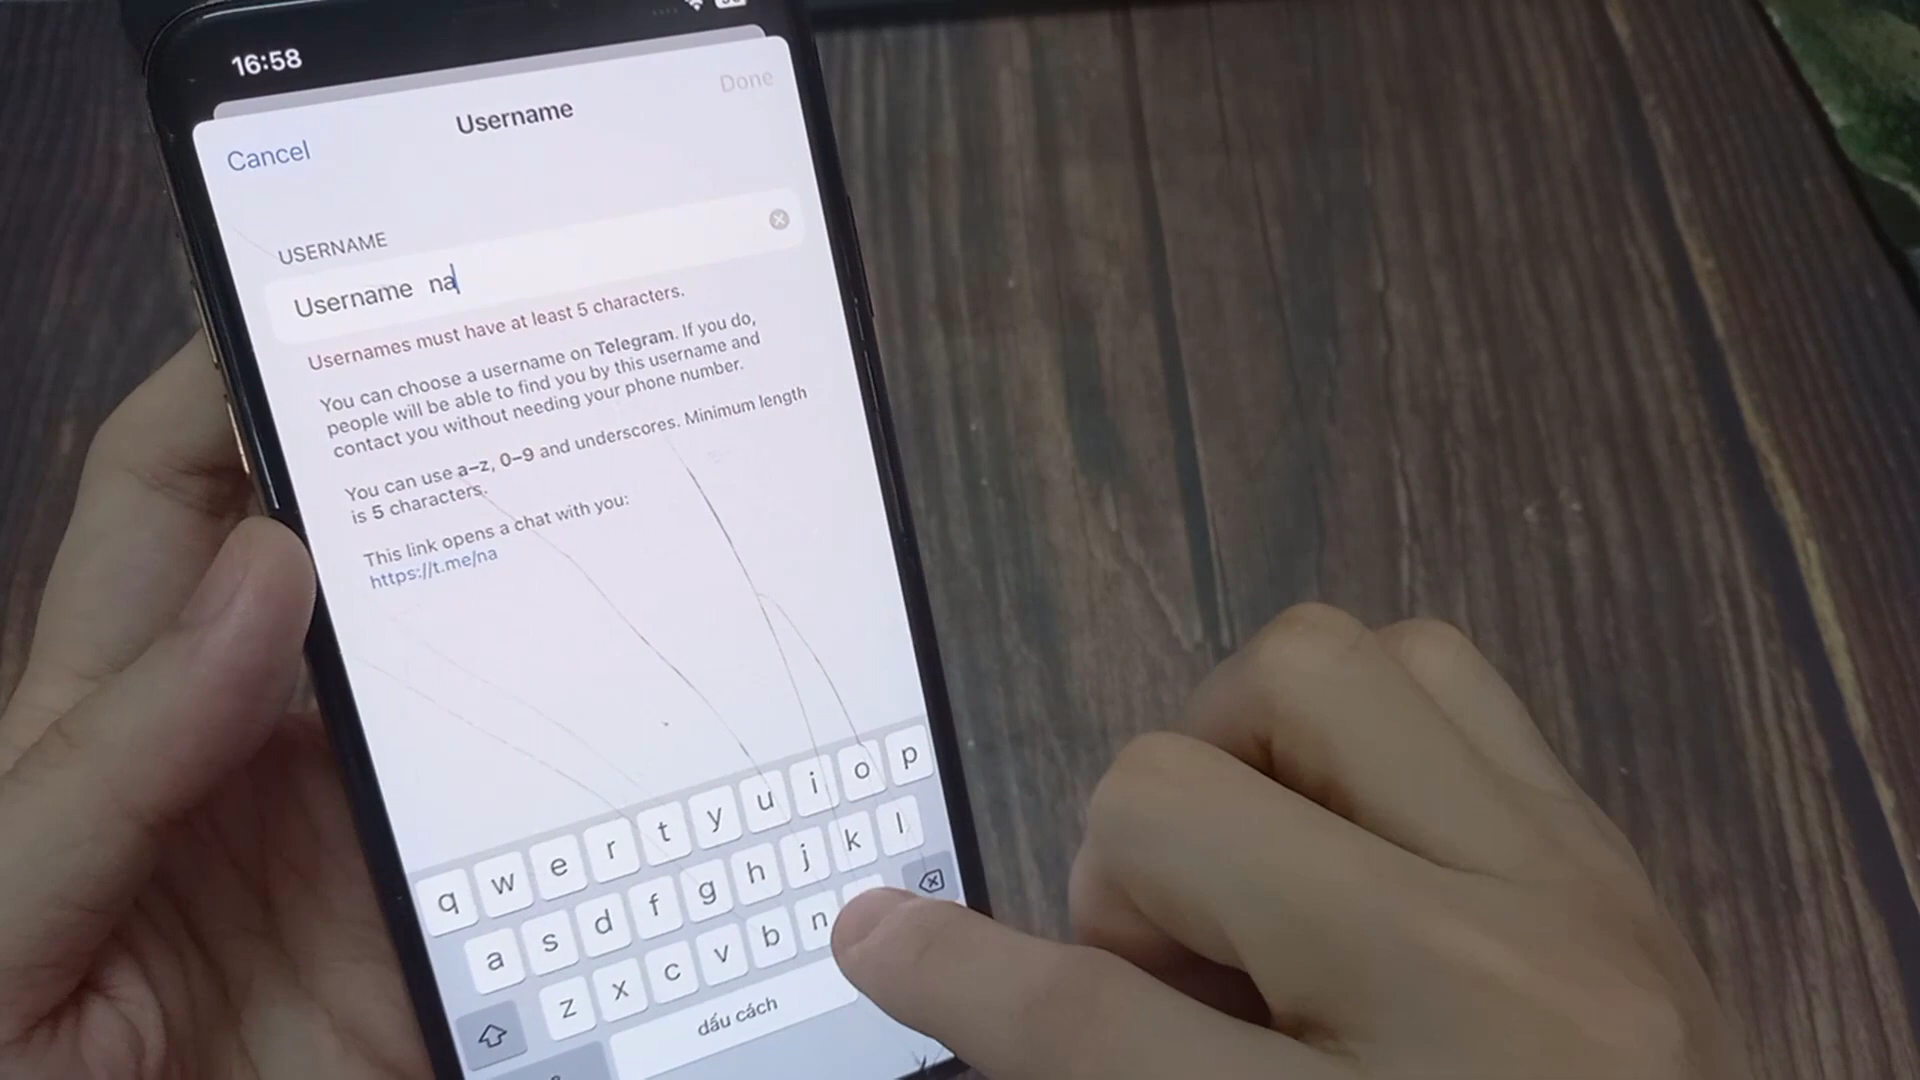 16:58
Cancel
Username
Done
USERNAME
Username na
Usernames must have at least 5 characters.
You can choose a username on Telegram. If you do,
people will be able to find you by this username and
contact you without needing your phone number.
You can use a–z, 0–9 and underscores. Minimum length
is 5 characters.
This link opens a chat with you:
https://t.me/na
q w e r t y u i o p
a s d f g h j k l
z x c v b n
dấu cách